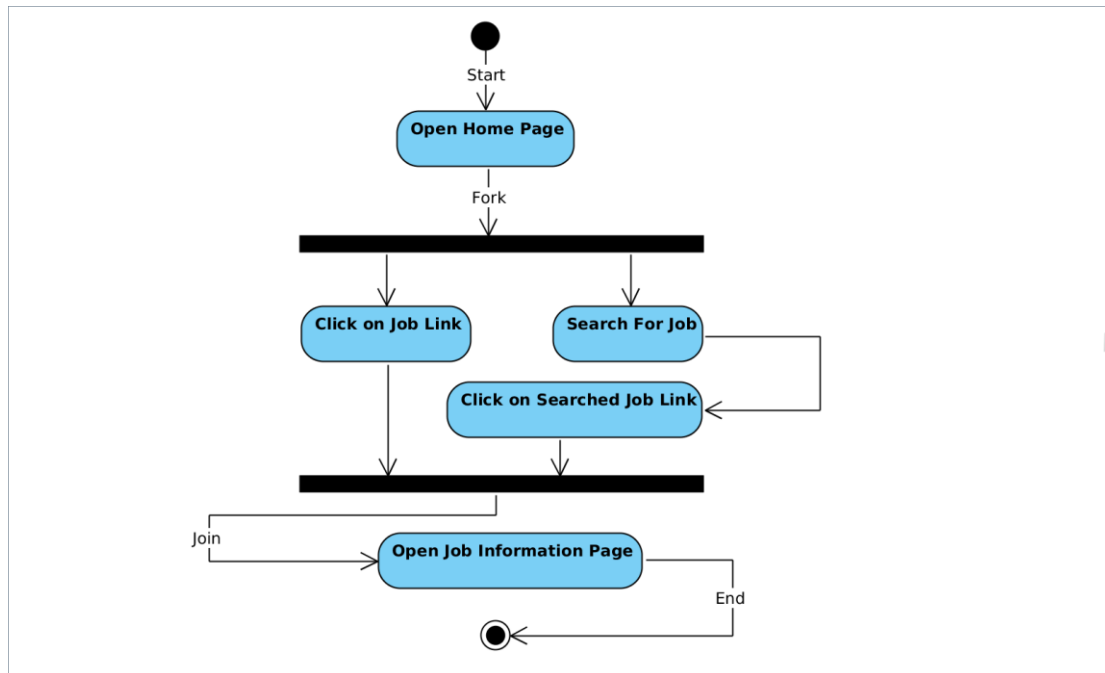 Start
Open Home Page
Fork
Click on Job Link
Search For Job
Click on Searched Job Link
Join
Open Job Information Page
End